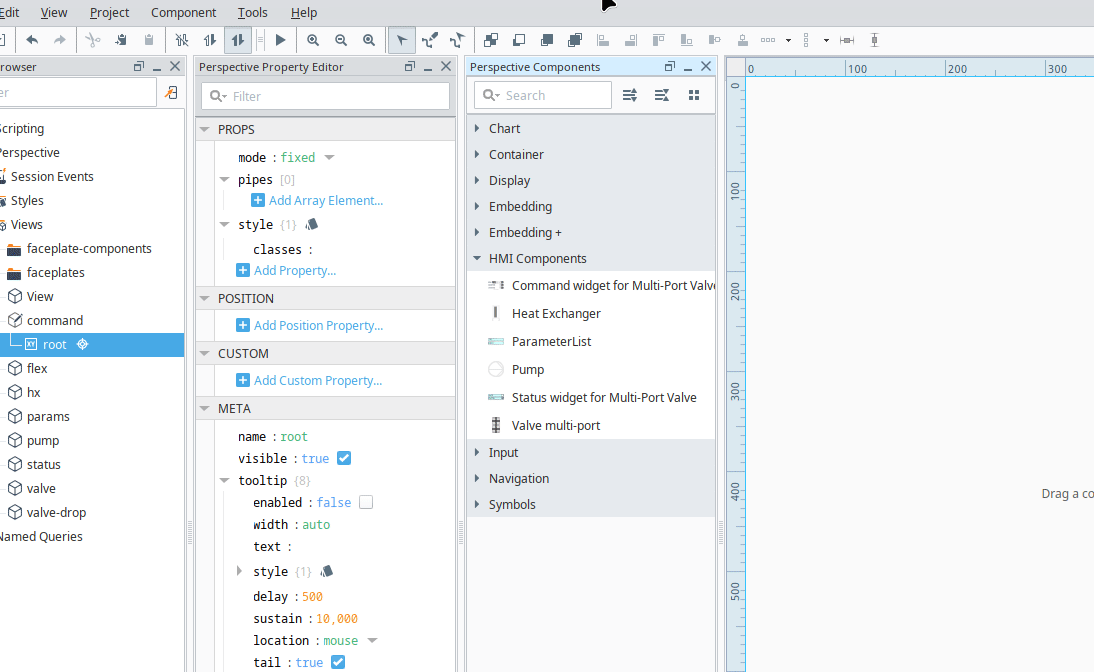 Edit View Project Component Tools Help
rowser
er
Scripting
Perspective
Session Events
Styles
Views
faceplate-components
faceplates
View
command
XY root
flex
hx
params
pump
status
valve
valve-drop
Named Queries
Perspective Property Editor
Filter
PROPS
mode : fixed
pipes [0]
Add Array Element...
style {1}
classes :
Add Property...
POSITION
Add Position Property...
CUSTOM
Add Custom Property...
META
name : root
visible : true
tooltip {8}
enabled : false
width : auto
text :
style {1}
delay : 500
sustain : 10,000
location : mouse
tail : true
Perspective Components
Search
Chart
Container
Display
Embedding
Embedding +
HMI Components
Command widget for Multi-Port Valve
Heat Exchanger
ParameterList
Pump
Status widget for Multi-Port Valve
Valve multi-port
Input
Navigation
Symbols
0 100 200 300
0
100
200
300
400
500
Drag a co